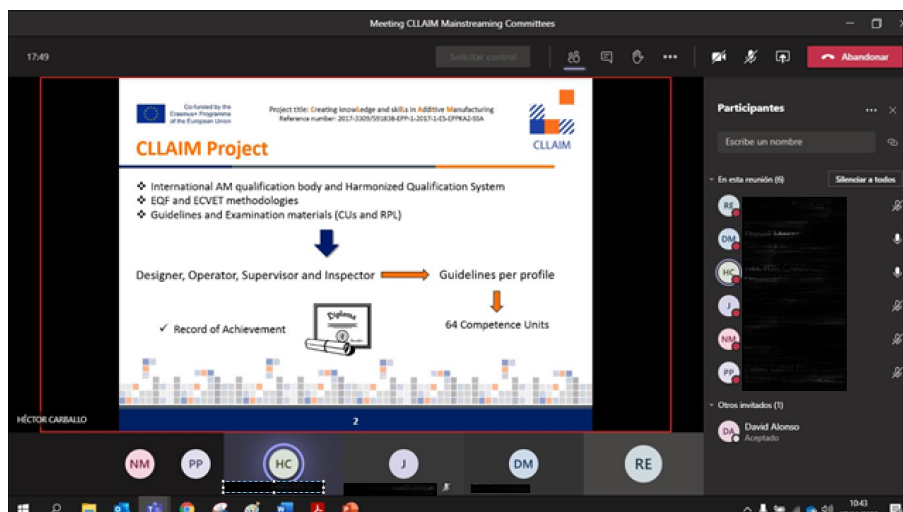 Meeting CLLAIM Mainstreaming Committees
17:49
Solicitar control
Abandonar
Co-funded by the
Erasmus+ Programme
of the European Union
Project title: Creating knowLedge and skilLs in AddItive Manufacturing
Reference number: 2017-3309/591838-EPP-1-2017-1-ES-EPPKA2-SSA
CLLAIM
CLLAIM Project
❖ International AM qualification body and Harmonized Qualification System
❖ EQF and ECVET methodologies
❖ Guidelines and Examination materials (CUs and RPL)
Designer, Operator, Supervisor and Inspector
Guidelines per profile
✓ Record of Achievement
Diploma
64 Competence Units
2
HÉCTOR CARBALLO
NM
PP
HC
J
DM
RE
Participantes
Escribe un nombre
En esta reunión (6)
Silenciar a todos
RE
DM
HC
J
NM
PP
Otros invitados (1)
DA
David Alonso
Aceptado
10:43